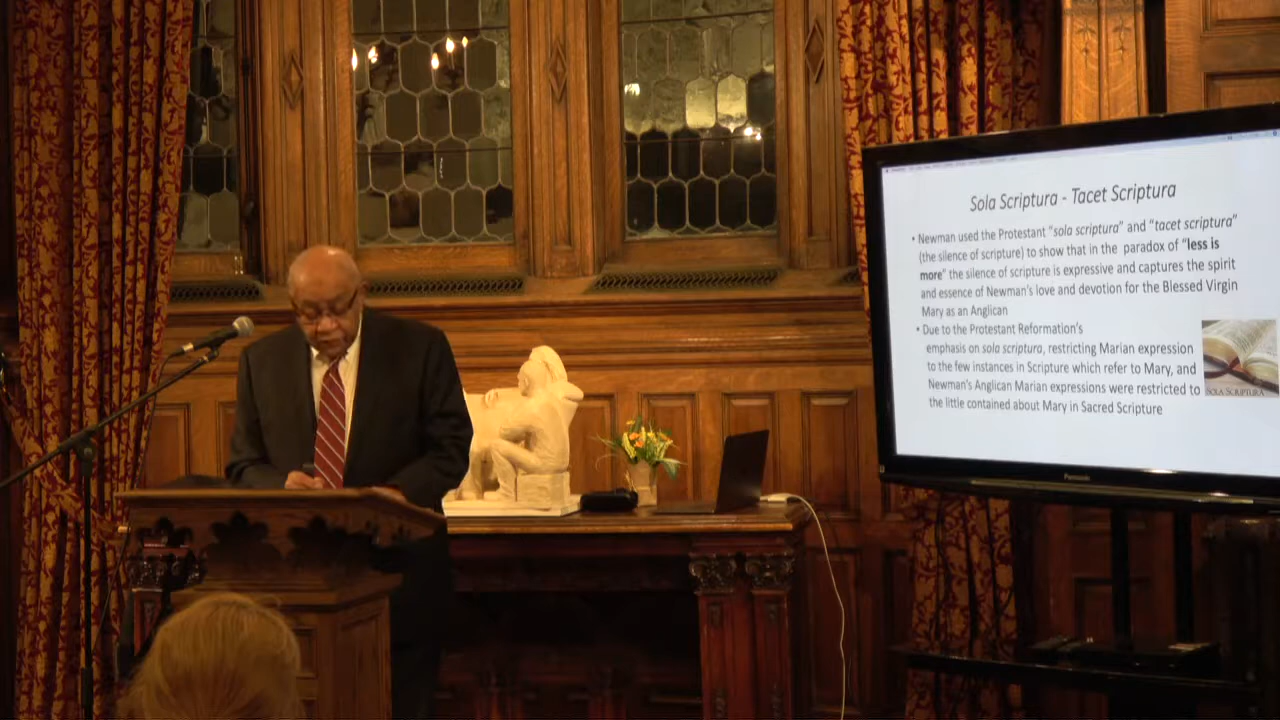 Sola Scriptura - Tacet Scriptura
• Newman used the Protestant "sola scriptura" and "tacet scriptura"
(the silence of scripture) to show that in the paradox of "less is
more" the silence of scripture is expressive and captures the spirit
and essence of Newman's love and devotion for the Blessed Virgin
Mary as an Anglican
• Due to the Protestant Reformation's
emphasis on sola scriptura, restricting Marian expression
to the few instances in Scripture which refer to Mary, and
Newman's Anglican Marian expressions were restricted to
the little contained about Mary in Sacred Scripture
SOLA SCRIPTURA
Panasonic